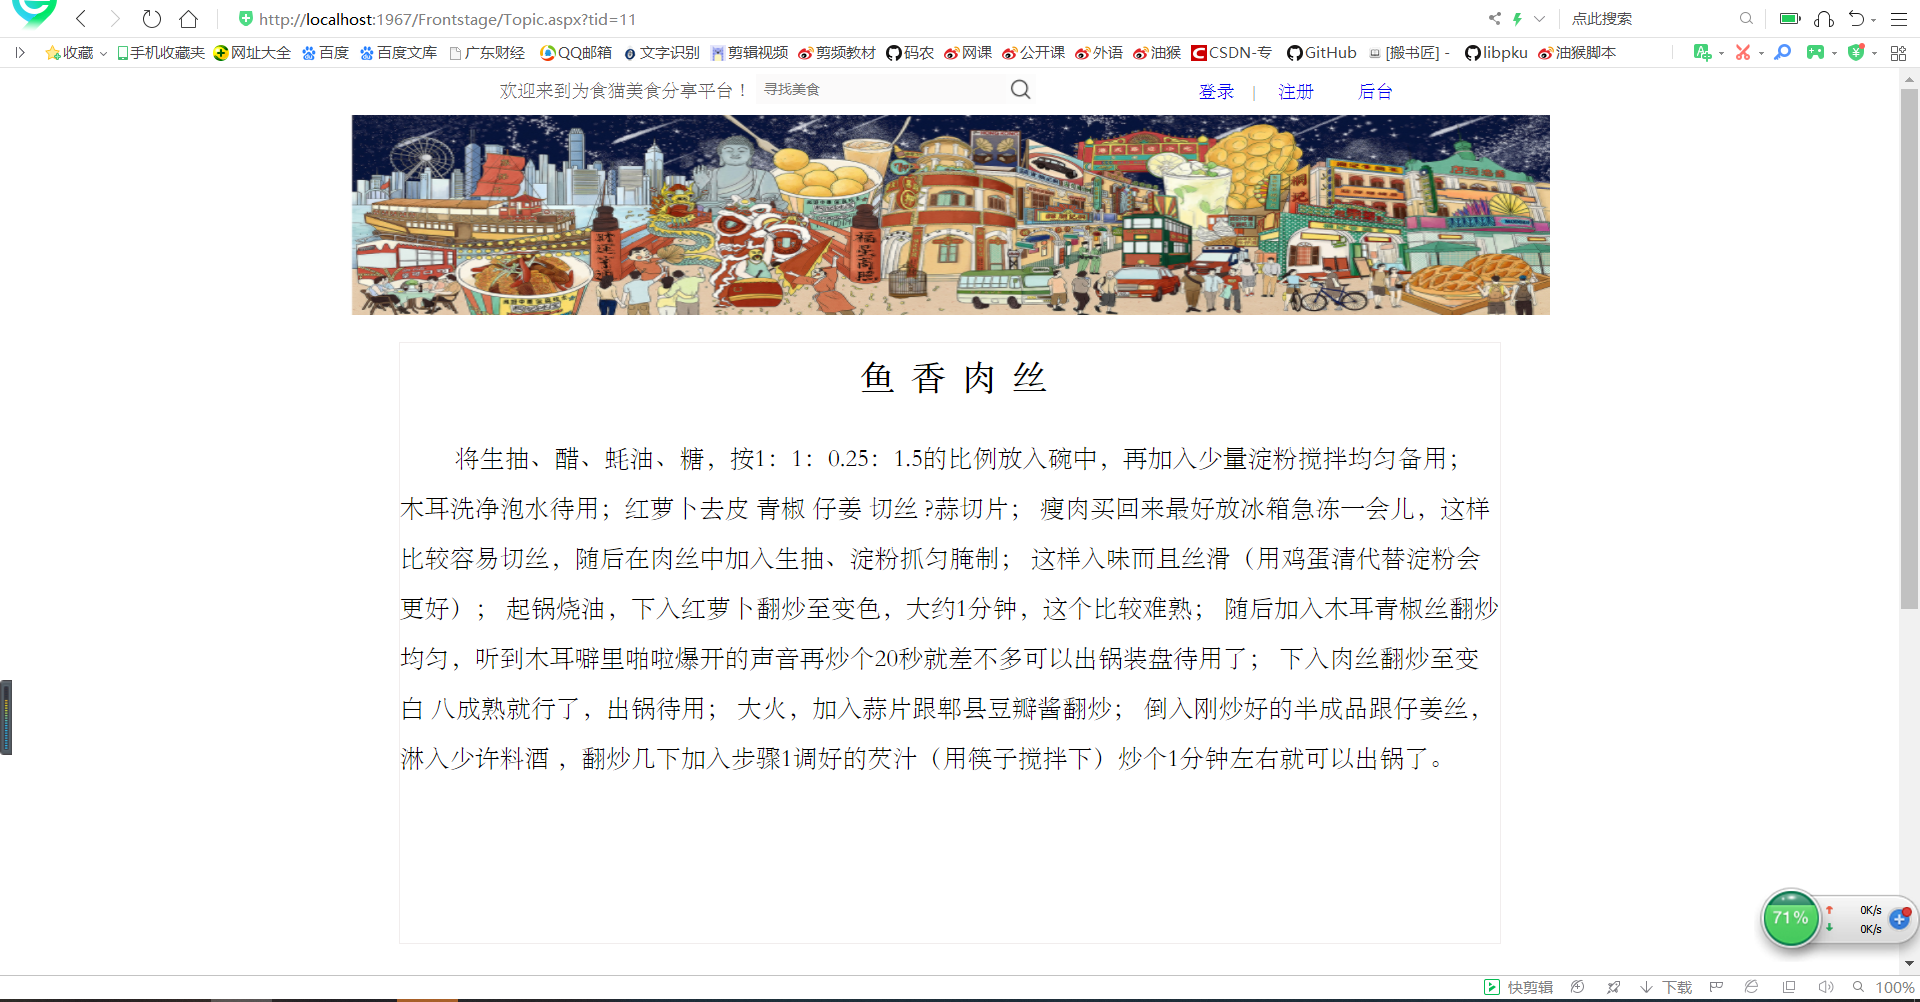 http://localhost:1967/Frontstage/Topic.aspx?tid=11
点此搜索
收藏 手机收藏夹 网址大全 百度 百度文库 广东财经 QQ邮箱 文字识别 剪辑视频 剪频教材 码农 网课 公开课 外语 油猴 CSDN-专 GitHub [搬书匠] - libpku 油猴脚本
欢迎来到为食猫美食分享平台！ 寻找美食 登录 | 注册 后台
鱼香肉丝
将生抽、醋、蚝油、糖，按1：1：0.25：1.5的比例放入碗中，再加入少量淀粉搅拌均匀备用；
木耳洗净泡水待用；红萝卜去皮 青椒 仔姜 切丝 ?蒜切片； 瘦肉买回来最好放冰箱急冻一会儿，这样
比较容易切丝，随后在肉丝中加入生抽、淀粉抓匀腌制； 这样入味而且丝滑（用鸡蛋清代替淀粉会
更好）； 起锅烧油，下入红萝卜翻炒至变色，大约1分钟，这个比较难熟； 随后加入木耳青椒丝翻炒
均匀，听到木耳噼里啪啦爆开的声音再炒个20秒就差不多可以出锅装盘待用了； 下入肉丝翻炒至变
白 八成熟就行了，出锅待用； 大火，加入蒜片跟郫县豆瓣酱翻炒； 倒入刚炒好的半成品跟仔姜丝，
淋入少许料酒 ，翻炒几下加入步骤1调好的芡汁（用筷子搅拌下）炒个1分钟左右就可以出锅了。
71%
0K/s
0K/s
快剪辑 下载 100%